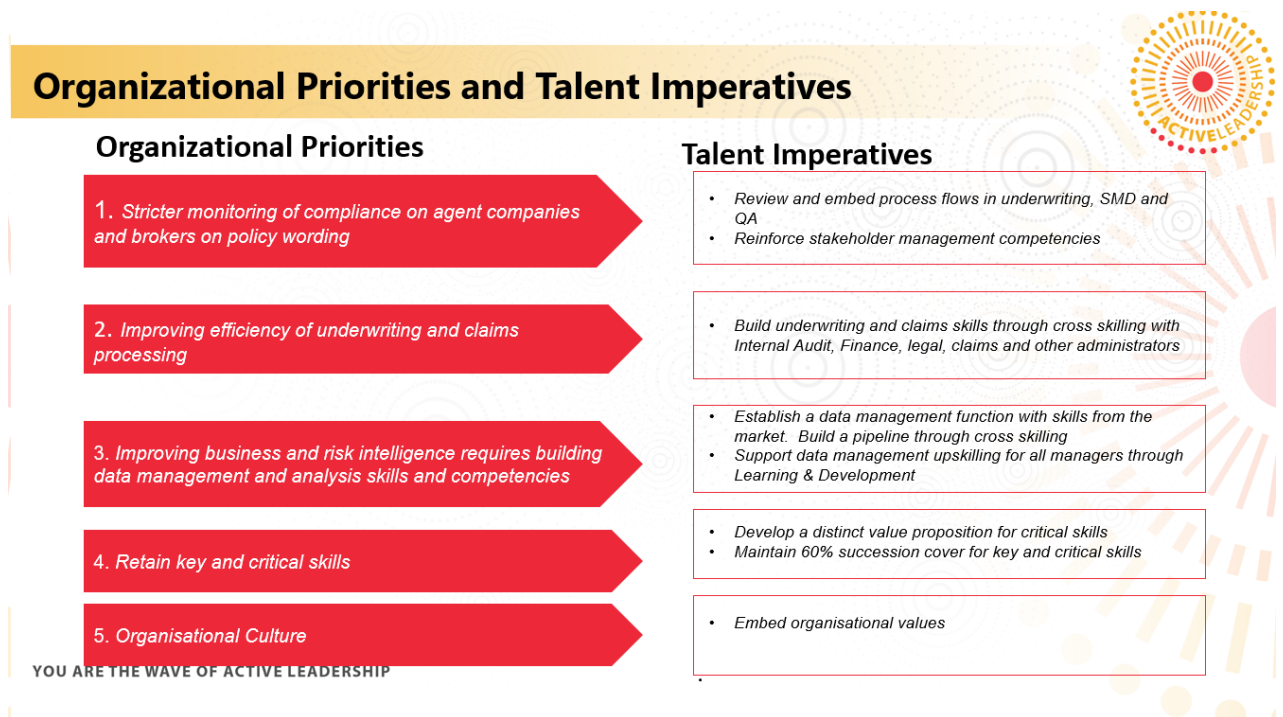 Organizational Priorities and Talent Imperatives
ACTIVELEADERSHIP
Organizational Priorities
Talent Imperatives
1. Stricter monitoring of compliance on agent companies
and brokers on policy wording
• Review and embed process flows in underwriting, SMD and
QA
• Reinforce stakeholder management competencies
2. Improving efficiency of underwriting and claims
processing
• Build underwriting and claims skills through cross skilling with
Internal Audit, Finance, legal, claims and other administrators
3. Improving business and risk intelligence requires building
data management and analysis skills and competencies
• Establish a data management function with skills from the
market.  Build a pipeline through cross skilling
• Support data management upskilling for all managers through
Learning & Development
4. Retain key and critical skills
• Develop a distinct value proposition for critical skills
• Maintain 60% succession cover for key and critical skills
5. Organisational Culture
• Embed organisational values
YOU ARE THE WAVE OF ACTIVE LEADERSHIP
.